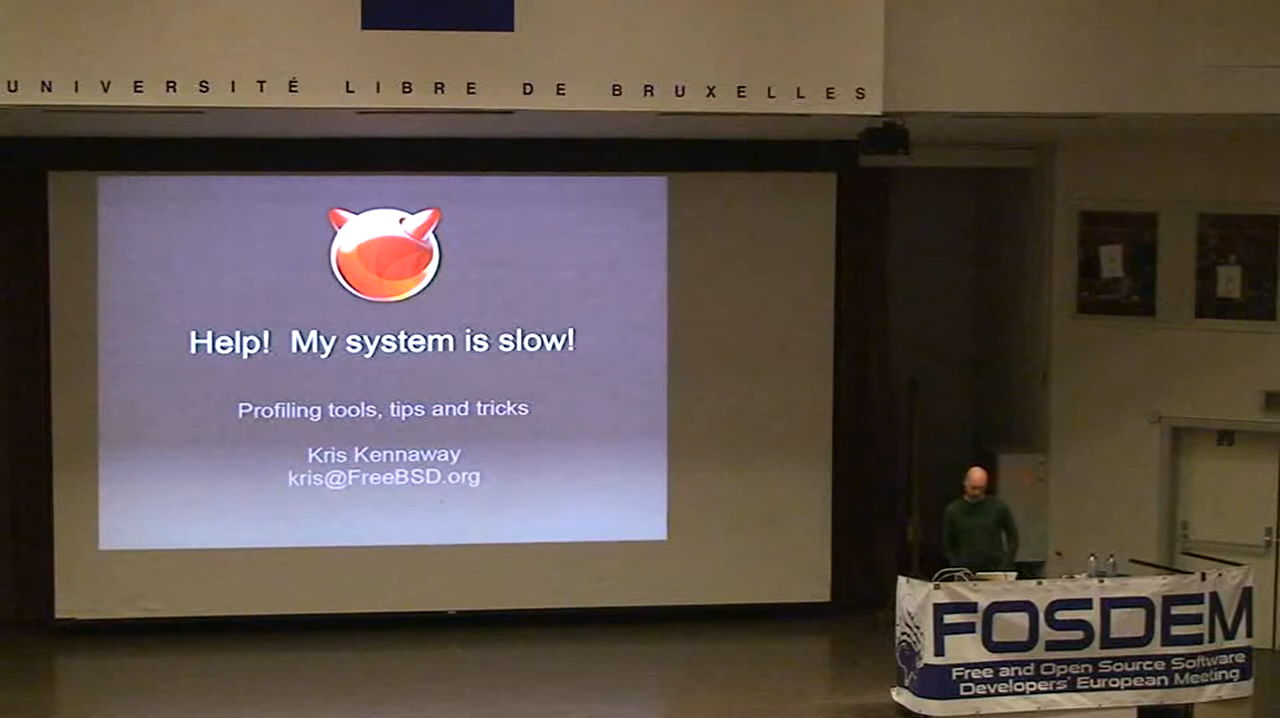 UNIVERSITÉ LIBRE DE BRUXELLES
Help! My system is slow!
Profiling tools, tips and tricks
Kris Kennaway
kris@FreeBSD.org
FOSDEM
Free and Open Source Software
Developers' European Meeting